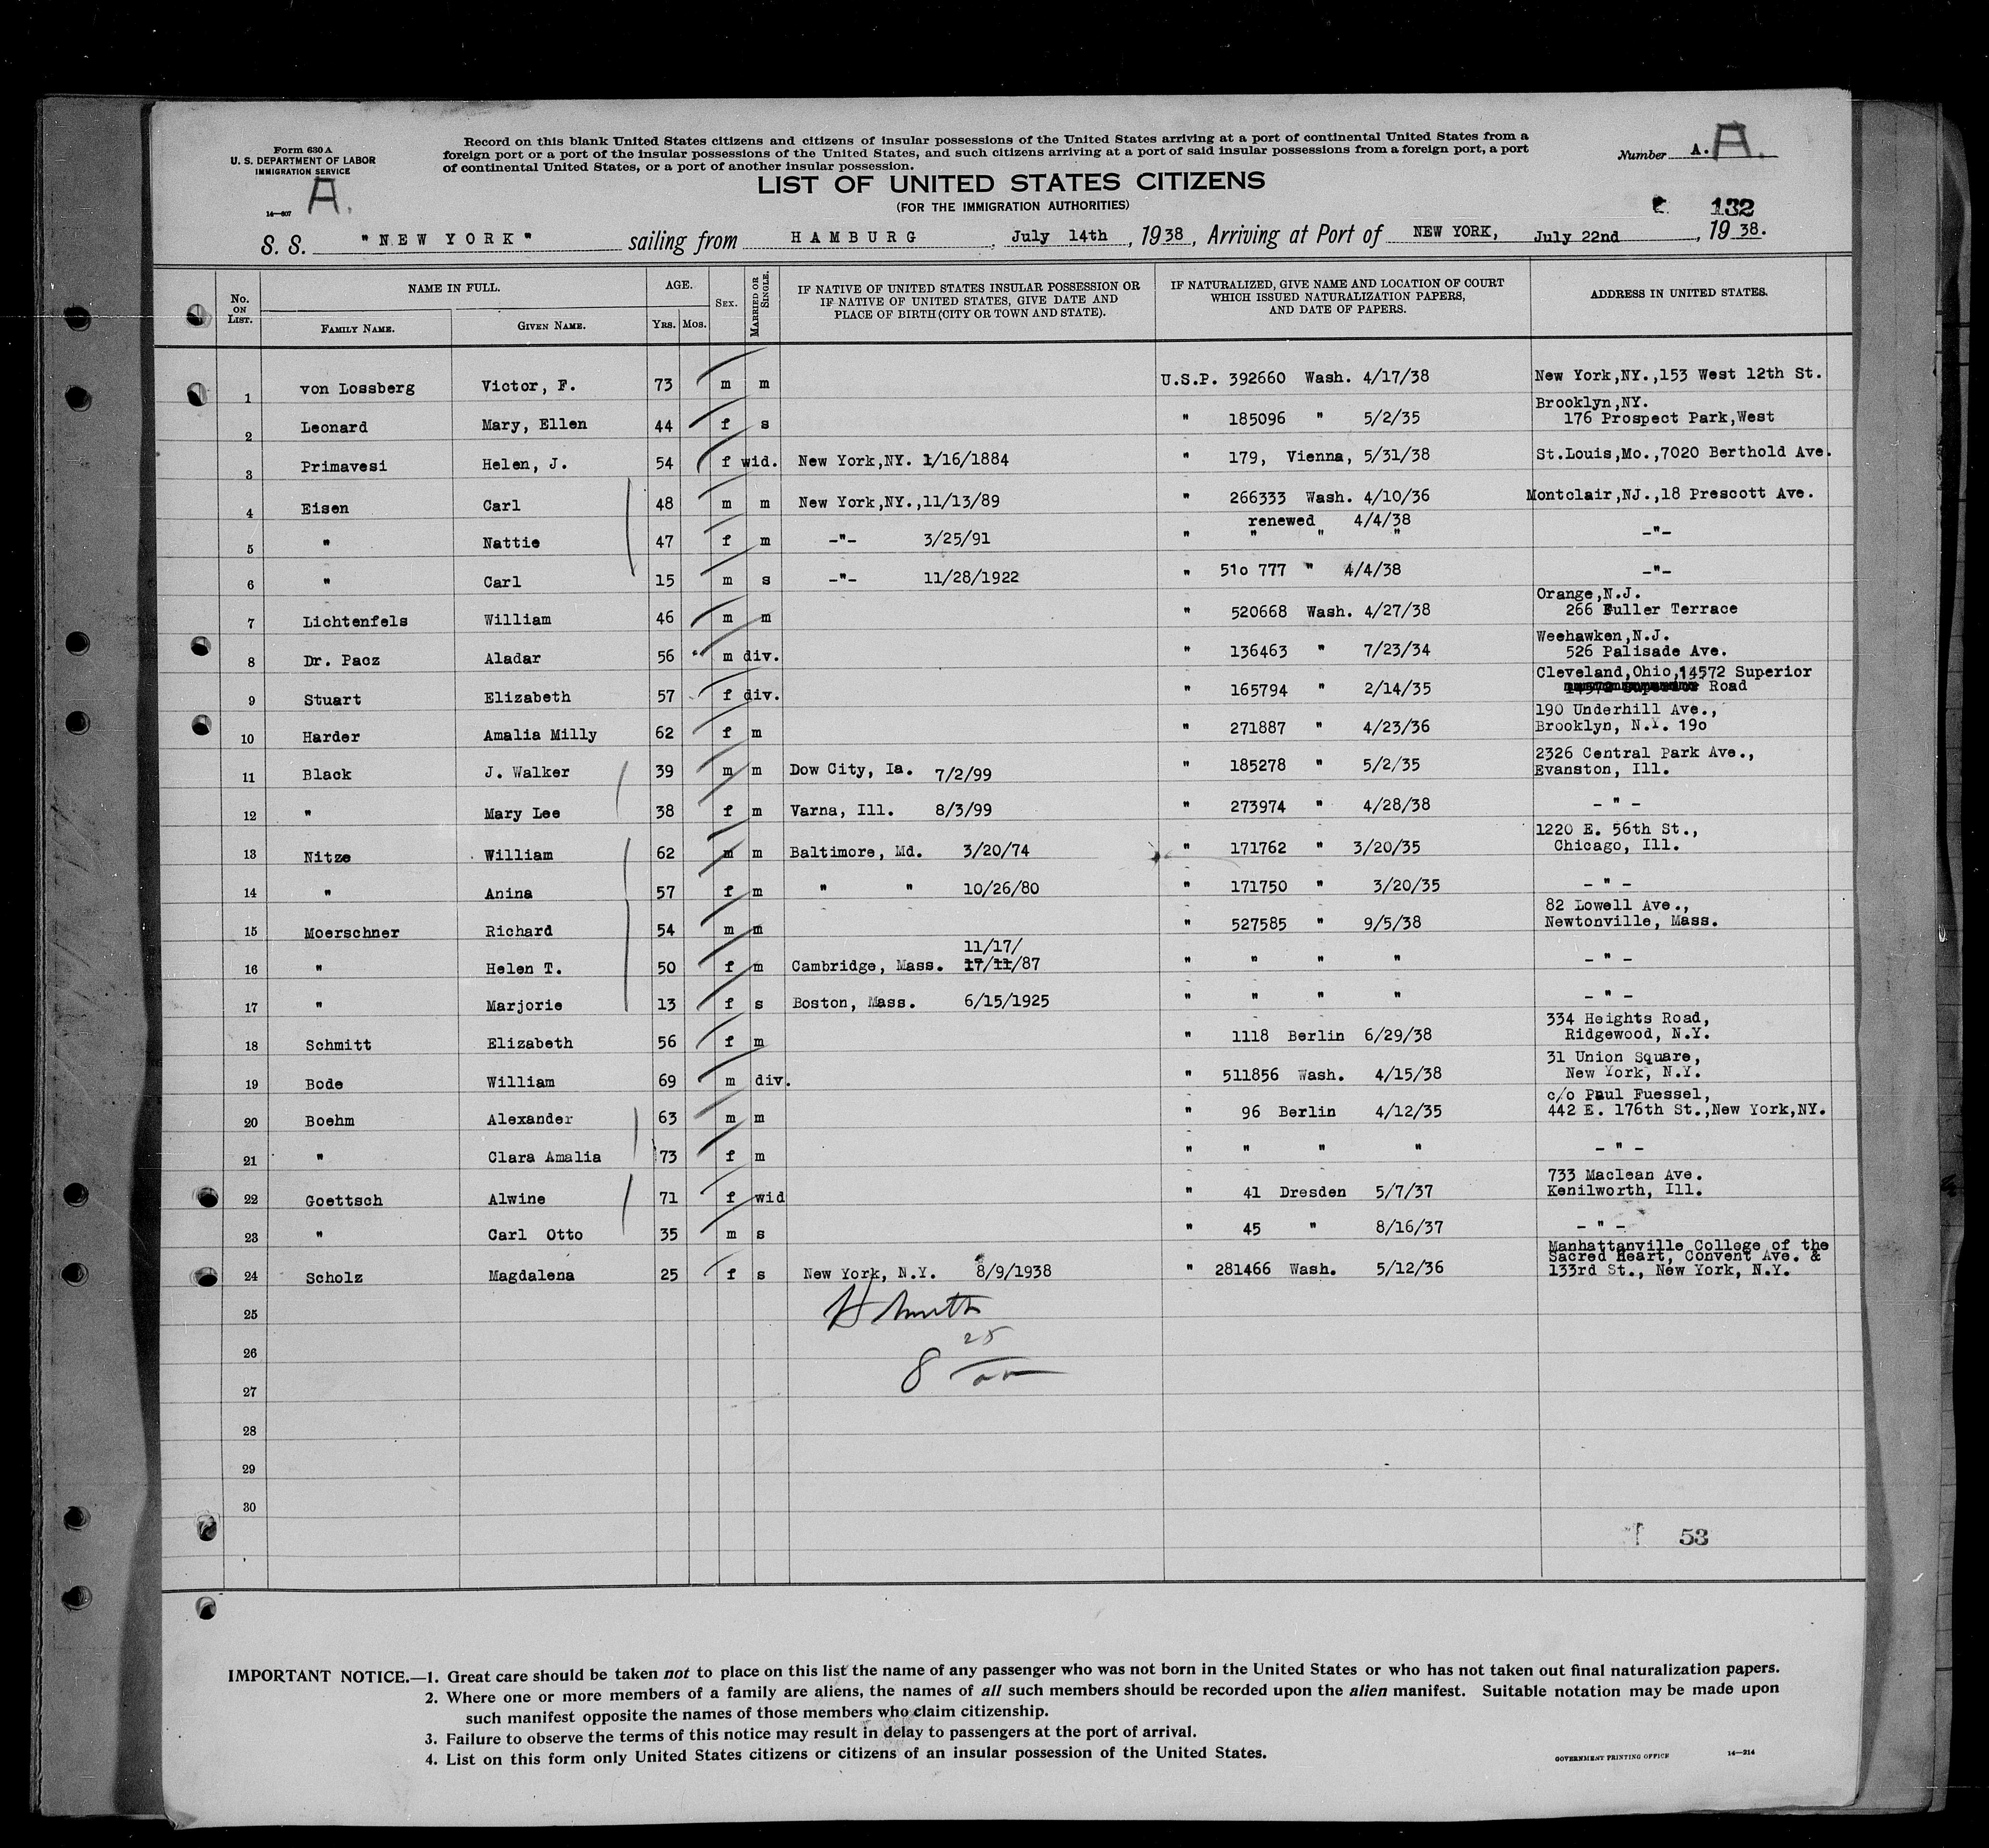 Form 630 A
U. S. DEPARTMENT OF LABOR
IMMIGRATION SERVICE
A.
14—607
Record on this blank United States citizens and citizens of insular possessions of the United States arriving at a port of continental United States from a
foreign port or a port of the insular possessions of the United States, and such citizens arriving at a port of said insular possessions from a foreign port, a port
of continental United States, or a port of another insular possession.
Number A. A.
LIST OF UNITED STATES CITIZENS
(FOR THE IMMIGRATION AUTHORITIES)
132
S. S. "NEW YORK" sailing from HAMBURG, July 14th, 1938, Arriving at Port of NEW YORK, July 22nd, 1938.
No. ON LIST. NAME IN FULL. AGE. SEX. MARRIED OR SINGLE. IF NATIVE OF UNITED STATES INSULAR POSSESSION OR IF NATIVE OF UNITED STATES, GIVE DATE AND PLACE OF BIRTH (CITY OR TOWN AND STATE). IF NATURALIZED, GIVE NAME AND LOCATION OF COURT WHICH ISSUED NATURALIZATION PAPERS, AND DATE OF PAPERS. ADDRESS IN UNITED STATES.
FAMILY NAME. GIVEN NAME. YRS. MOS.
1 von Lossberg Victor, F. 73 m m U.S.P. 392660 Wash. 4/17/38 New York,NY.,153 West 12th St.
2 Leonard Mary, Ellen 44 f s " 185096 " 5/2/35 Brooklyn,NY. 176 Prospect Park,West
3 Primavesi Helen, J. 54 f wid. New York,NY. 1/16/1884 " 179, Vienna, 5/31/38 St.Louis,Mo.,7020 Berthold Ave.
4 Eisen Carl 48 m m New York,NY.,11/13/89 " 266333 Wash. 4/10/36 Montclair,NJ.,18 Prescott Ave.
renewed 4/4/38
5 " Nattie 47 f m -"- 3/25/91 " " " " -"-
6 " Carl 15 m s -"- 11/28/1922 " 51o 777 " 4/4/38 -"-
7 Lichtenfels William 46 m m " 520668 Wash. 4/27/38 Orange,N.J. 266 Fuller Terrace
8 Dr. Pacz Aladar 56 m div. " 136463 " 7/23/34 Weehawken,N.J. 526 Palisade Ave.
9 Stuart Elizabeth 57 f div. " 165794 " 2/14/35 Cleveland,Ohio,14572 Superior Road
10 Harder Amalia Milly 62 f m " 271887 " 4/23/36 190 Underhill Ave., Brooklyn, N.Y. 19o
11 Black J. Walker 39 m m Dow City, Ia. 7/2/99 " 185278 " 5/2/35 2326 Central Park Ave., Evanston, Ill.
12 " Mary Lee 38 f m Varna, Ill. 8/3/99 " 273974 " 4/28/38 - " -
13 Nitze William 62 m m Baltimore, Md. 3/20/74 " 171762 " 3/20/35 1220 E. 56th St., Chicago, Ill.
14 " Anina 57 f m " " 10/26/80 " 171750 " 3/20/35 - " -
15 Moerschner Richard 54 m m " 527585 " 9/5/38 82 Lowell Ave., Newtonville, Mass.
11/17/
16 " Helen T. 50 f m Cambridge, Mass. 17/11/87 " " " " - " -
17 " Marjorie 13 f s Boston, Mass. 6/15/1925 " " " " - " -
18 Schmitt Elizabeth 56 f m " 1118 Berlin 6/29/38 334 Heights Road, Ridgewood, N.Y.
19 Bode William 69 m div. " 511856 Wash. 4/15/38 31 Union Square, New York, N.Y.
20 Boehm Alexander 63 m m " 96 Berlin 4/12/35 c/o Paul Fuessel, 442 E. 176th St.,New York,NY.
21 " Clara Amalia 73 f m " " " " - " -
22 Goettsch Alwine 71 f wid " 41 Dresden 5/7/37 733 Maclean Ave. Kenilworth, Ill.
23 " Carl Otto 35 m s " 45 " 8/16/37 - " -
24 Scholz Magdalena 25 f s New York, N.Y. 8/9/1938 " 281466 Wash. 5/12/36 Manhattanville College of the Sacred Heart, Convent Ave. & 133rd St., New York, N.Y.
25
26
27
28
29
30
8
25
53
IMPORTANT NOTICE.—1. Great care should be taken not to place on this list the name of any passenger who was not born in the United States or who has not taken out final naturalization papers.
2. Where one or more members of a family are aliens, the names of all such members should be recorded upon the alien manifest. Suitable notation may be made upon
such manifest opposite the names of those members who claim citizenship.
3. Failure to observe the terms of this notice may result in delay to passengers at the port of arrival.
4. List on this form only United States citizens or citizens of an insular possession of the United States.
GOVERNMENT PRINTING OFFICE 14—214